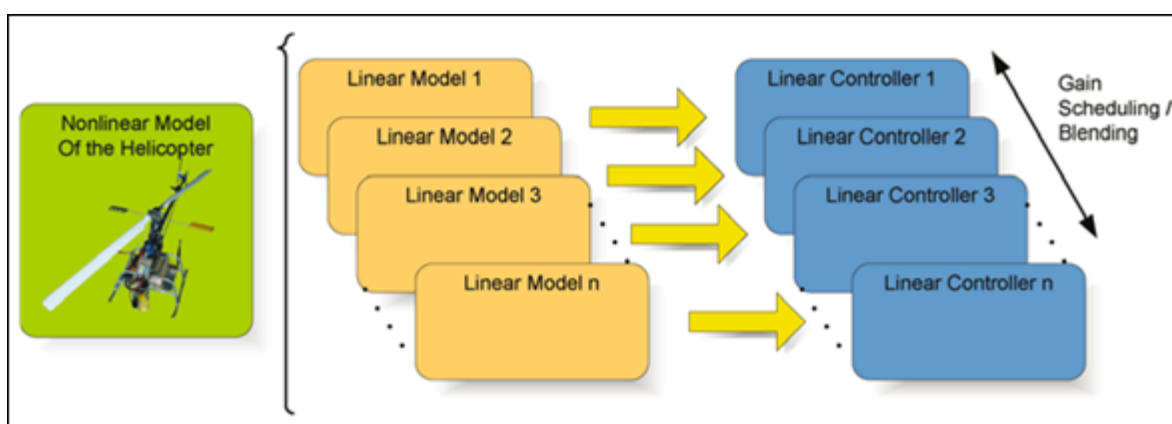 Nonlinear Model
Of the Helicopter
Linear Model 1
Linear Model 2
Linear Model 3
Linear Model n
Linear Controller 1
Linear Controller 2
Linear Controller 3
Linear Controller n
Gain
Scheduling /
Blending